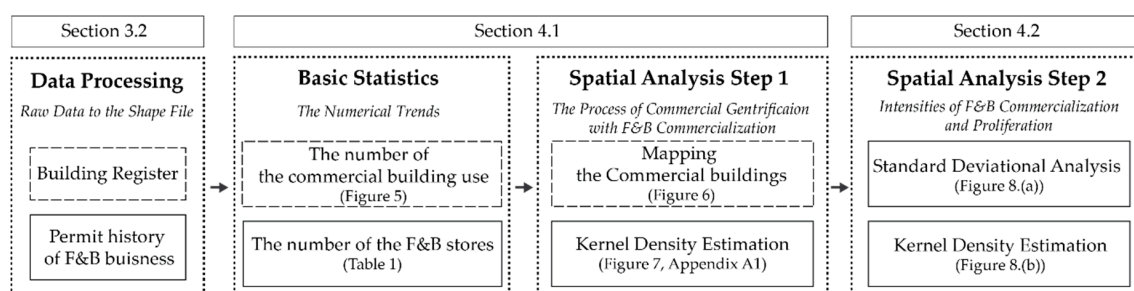 Section 3.2
Section 4.1
Section 4.2
Data Processing
Raw Data to the Shape File
Building Register
Permit history
of F&B buisness
Basic Statistics
The Numerical Trends
The number of
the commercial building use
(Figure 5)
The number of the F&B stores
(Table 1)
Spatial Analysis Step 1
The Process of Commercial Gentrificaion
with F&B Commercialization
Mapping
the Commercial buildings
(Figure 6)
Kernel Density Estimation
(Figure 7, Appendix A1)
Spatial Analysis Step 2
Intensities of F&B Commercialization
and Proliferation
Standard Deviational Analysis
(Figure 8.(a))
Kernel Density Estimation
(Figure 8.(b))